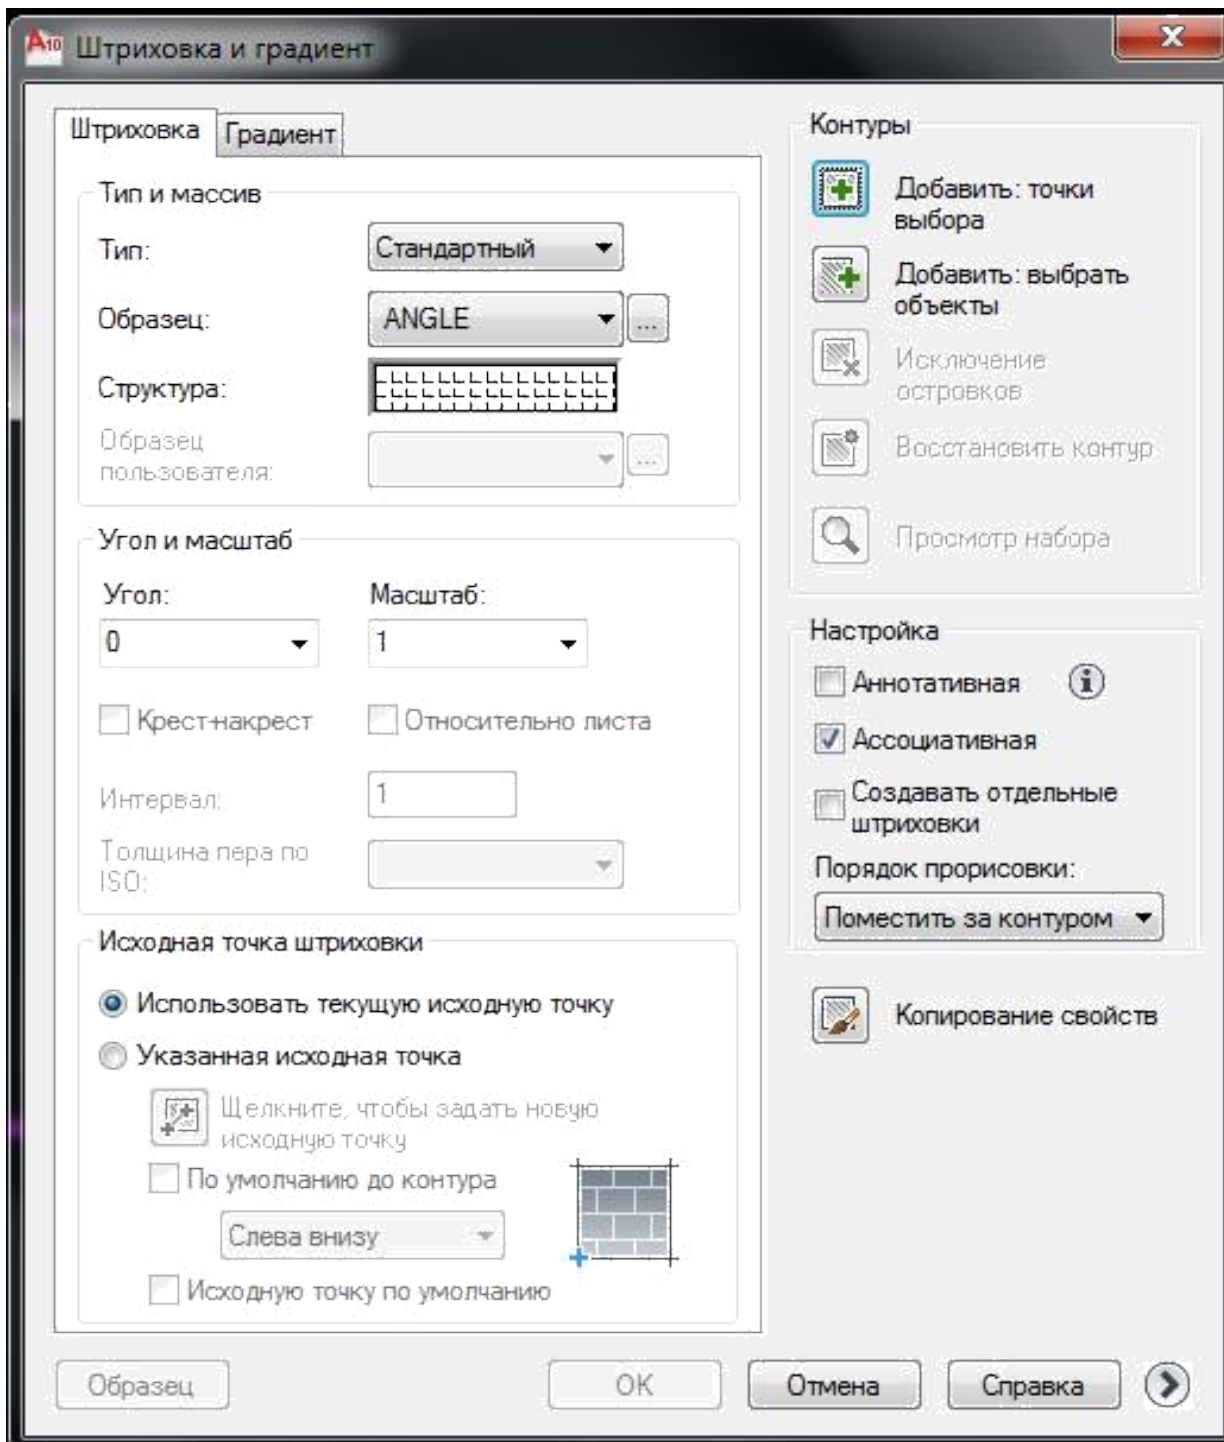 A10 Штриховка и градиент
Штриховка
Градиент
Тип и массив
Тип:
Стандартный
Образец:
ANGLE
...
Структура:
Образец
пользователя:
...
Угол и масштаб
Угол:
Масштаб:
0
1
Крест-накрест
Относительно листа
Интервал:
1
Толщина пера по
ISO:
Исходная точка штриховки
Использовать текущую исходную точку
Указанная исходная точка
Щелкните, чтобы задать новую
исходную точку
По умолчанию до контура
Слева внизу
Исходную точку по умолчанию
Контуры
Добавить: точки
выбора
Добавить: выбрать
объекты
Исключение
островков
Восстановить контур
Просмотр набора
Настройка
Аннотативная
Ассоциативная
Создавать отдельные
штриховки
Порядок прорисовки:
Поместить за контуром
Копирование свойств
Образец
OK
Отмена
Справка